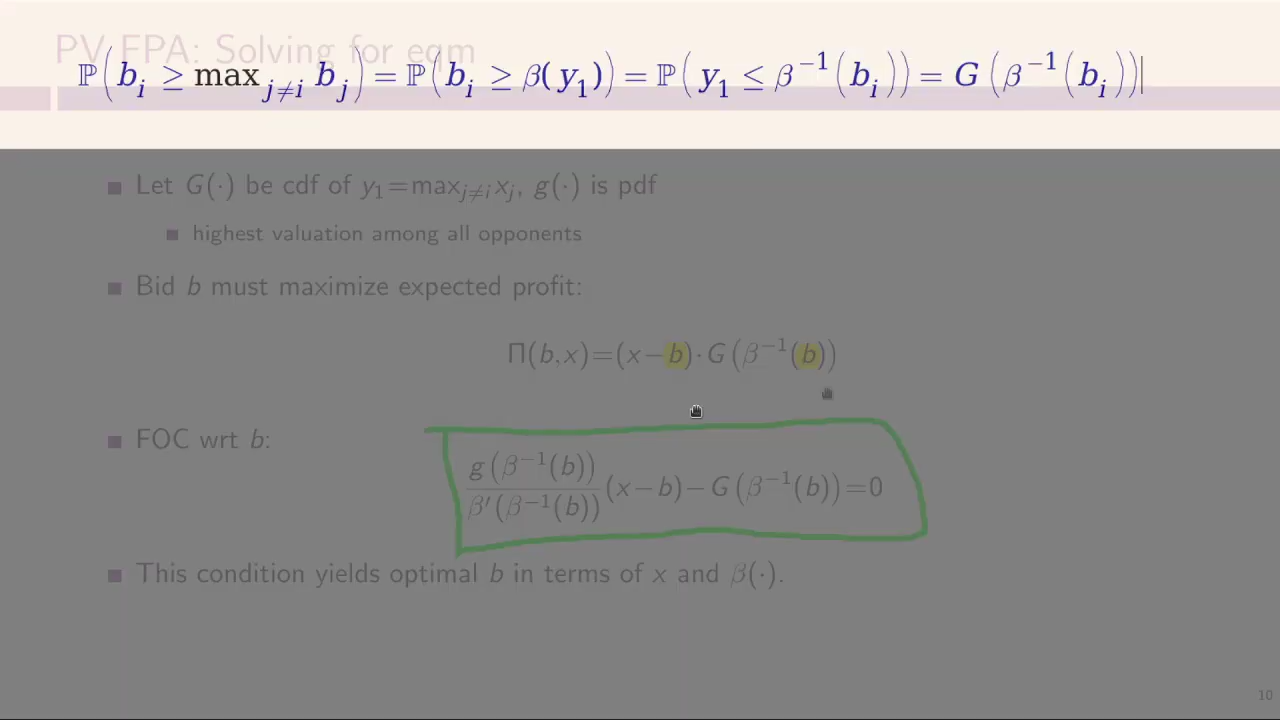 PV FPA: Solving for eqm
ℙ(b_i ≥ max_{j≠i} b_j) = ℙ(b_i ≥ β(y_1)) = ℙ(y_1 ≤ β^{-1}(b_i)) = G(β^{-1}(b_i))
■ Let G(·) be cdf of y_1=max_{j≠i} x_j, g(·) is pdf
■ highest valuation among all opponents
■ Bid b must maximize expected profit:
Π(b,x)=(x−b)·G(β^{−1}(b))
■ FOC wrt b:
\frac{g(β^{−1}(b))}{β′(β^{−1}(b))}(x−b)−G(β^{−1}(b))=0
■ This condition yields optimal b in terms of x and β(·).
10